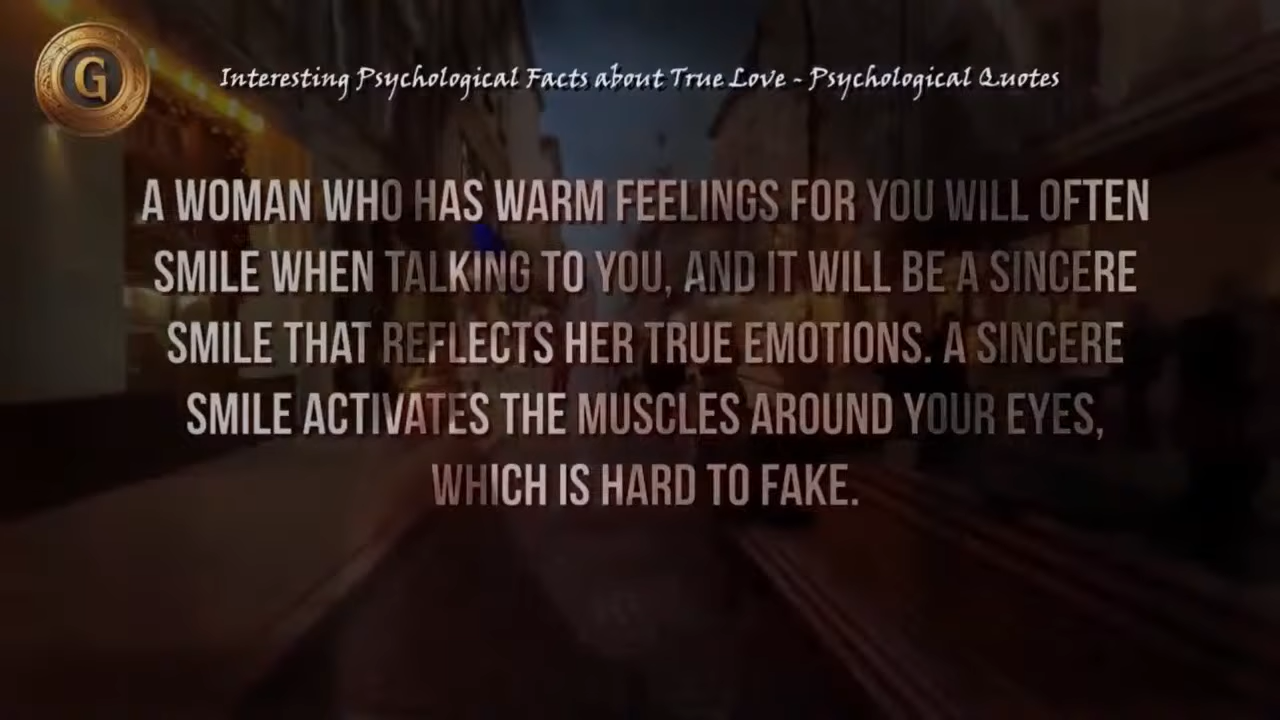 G
Interesting Psychological Facts about True Love - Psychological Quotes
A WOMAN WHO HAS WARM FEELINGS FOR YOU WILL OFTEN
SMILE WHEN TALKING TO YOU, AND IT WILL BE A SINCERE
SMILE THAT REFLECTS HER TRUE EMOTIONS. A SINCERE
SMILE ACTIVATES THE MUSCLES AROUND YOUR EYES,
WHICH IS HARD TO FAKE.